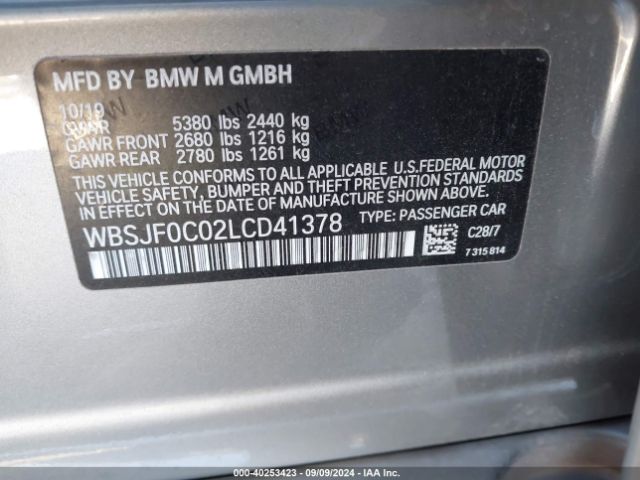 MFD BY BMW M GMBH
10/19
GVWR 5380 lbs 2440 kg
GAWR FRONT 2680 lbs 1216 kg
GAWR REAR 2780 lbs 1261 kg
THIS VEHICLE CONFORMS TO ALL APPLICABLE U.S.FEDERAL MOTOR
VEHICLE SAFETY, BUMPER AND THEFT PREVENTION STANDARDS
IN EFFECT ON THE DATE OF MANUFACTURE SHOWN ABOVE.
WBSJF0C02LCD41378 TYPE: PASSENGER CAR
C28/7
7 315 814
000-40253423 - 09/09/2024 - IAA Inc.